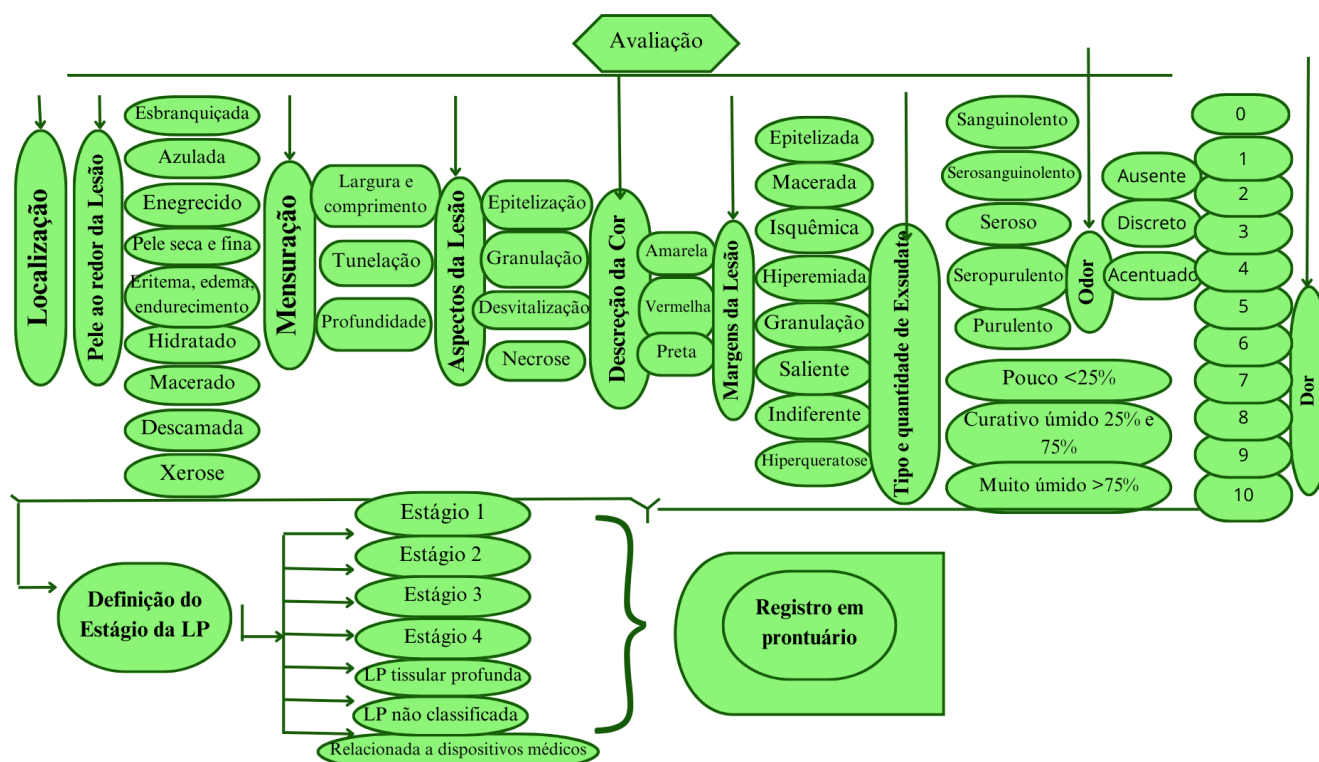 Avaliação
Localização
Pele ao redor da Lesão
Esbranquiçada
Azulada
Enegrecido
Pele seca e fina
Eritema, edema,
endurecimento
Hidratado
Macerado
Descamada
Xerose
Mensuração
Largura e
comprimento
Tunelação
Profundidade
Aspectos da Lesão
Epitelização
Granulação
Desvitalização
Necrose
Descreção da Cor
Amarela
Vermelha
Preta
Margens da Lesão
Epitelizada
Macerada
Isquêmica
Hiperemiada
Granulação
Saliente
Indiferente
Hiperqueratose
Tipo e quantidade de Exsudato
Sanguinolento
Serosanguinolento
Seroso
Seropurulento
Purulento
Pouco <25%
Curativo úmido 25% e
75%
Muito úmido >75%
Odor
Ausente
Discreto
Acentuado
0
1
2
3
4
5
6
7
8
9
10
Dor
Definição do
Estágio da LP
Estágio 1
Estágio 2
Estágio 3
Estágio 4
LP tissular profunda
LP não classificada
Relacionada a dispositivos médicos
Registro em
prontuário